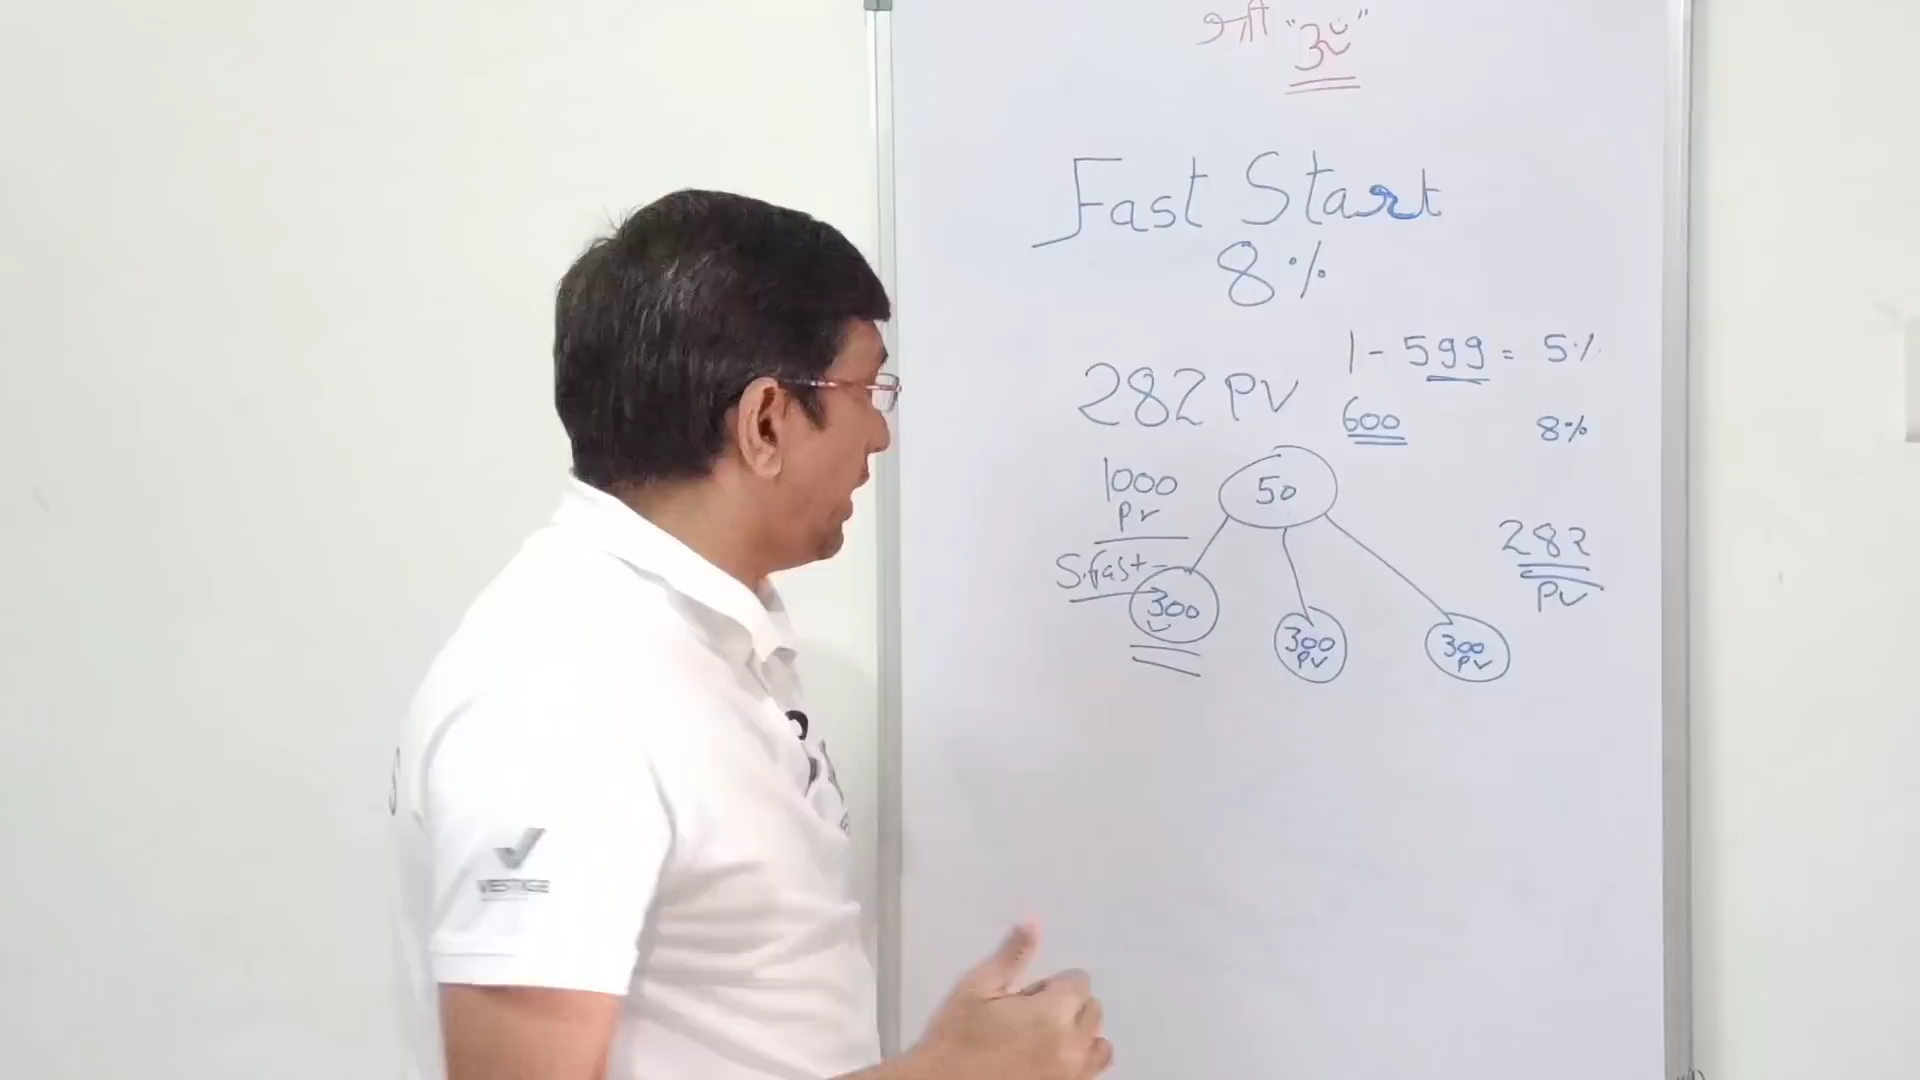 श्री "ૐ"
Fast Start
8%
1 - 599 = 5%
282 PV
600 8%
1000
PV
50
S.fast
282
PV
300
300
PV
300
PV
VESTIGE